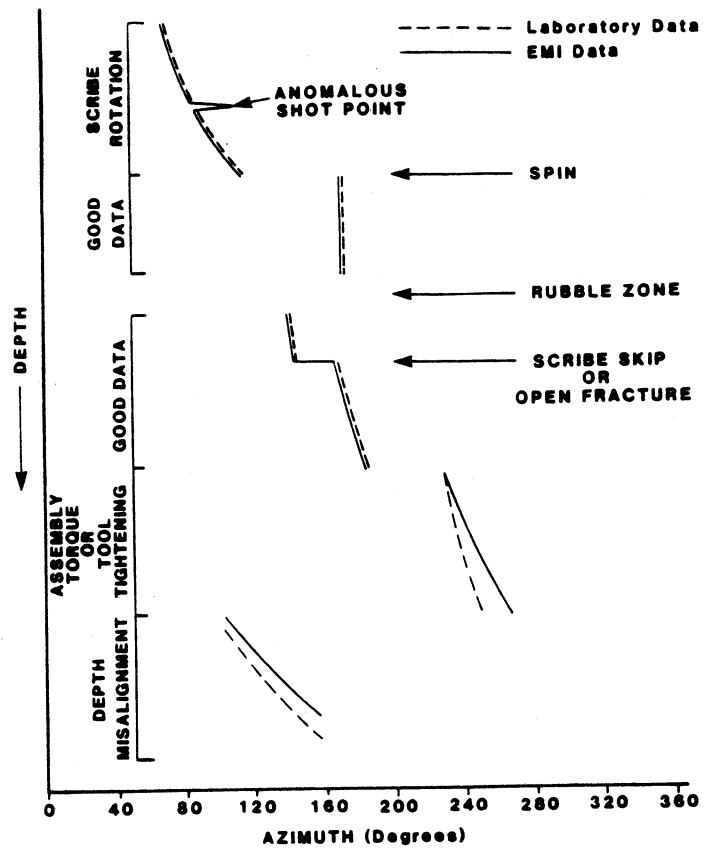 Laboratory Data
EMI Data
SCRIBE
ROTATION
ANOMALOUS
SHOT POINT
SPIN
GOOD
DATA
RUBBLE ZONE
DEPTH
GOOD DATA
SCRIBE SKIP
OR
OPEN FRACTURE
ASSEMBLY
TORQUE
OR
TOOL
TIGHTENING
DEPTH
MISALIGNMENT
0 40 80 120 160 200 240 280 320 360
AZIMUTH (Degrees)